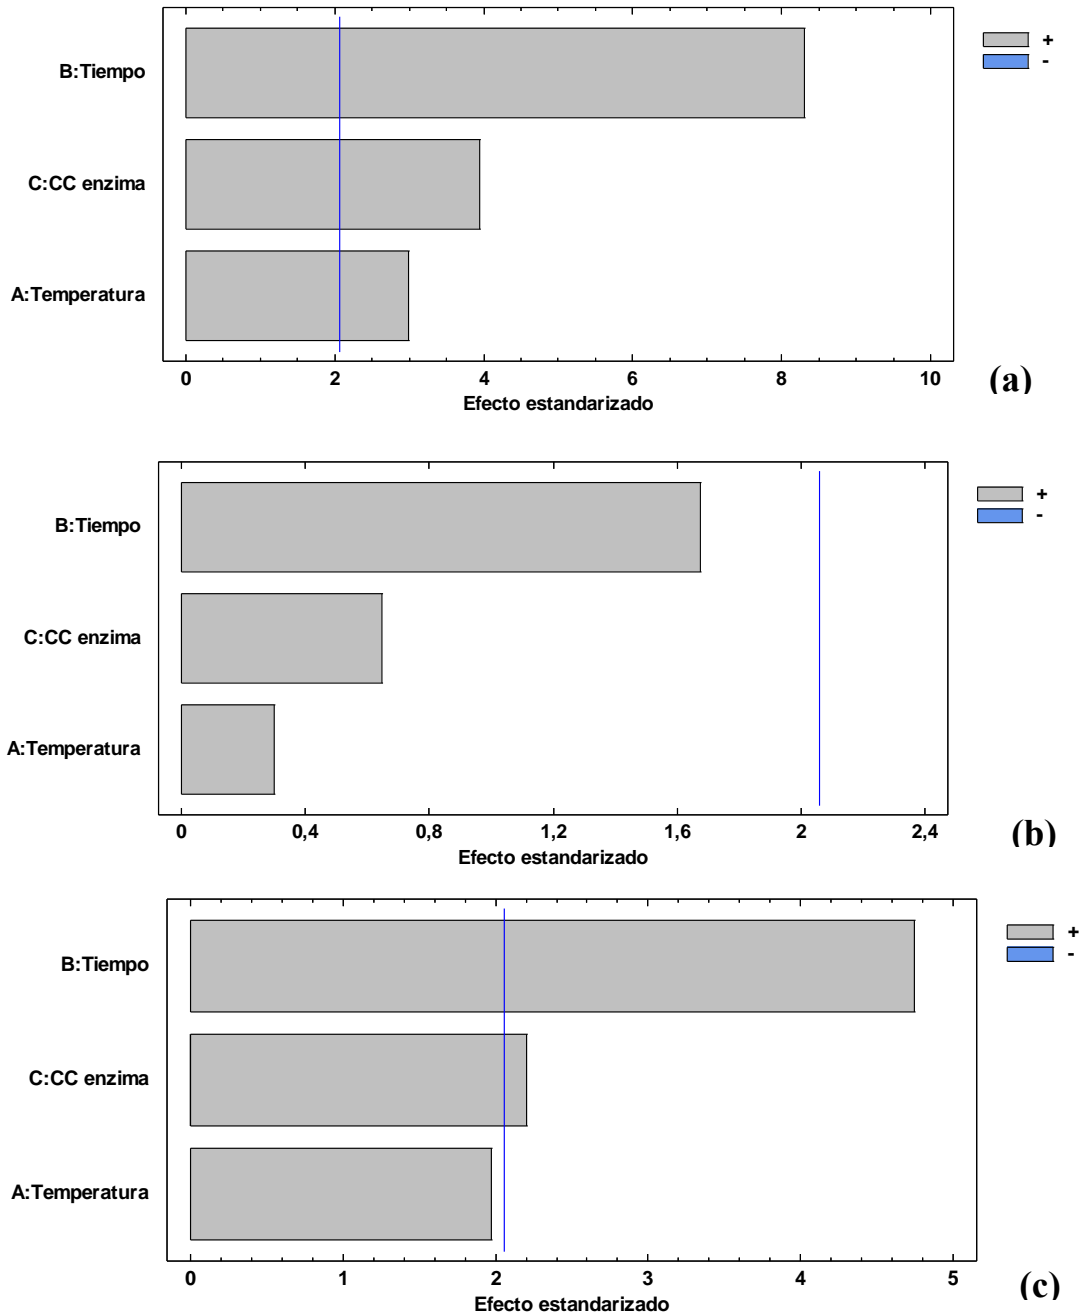 +
-
B:Tiempo
C:CC enzima
A:Temperatura
0 2 4 6 8 10
Efecto estandarizado
(a)
+
-
B:Tiempo
C:CC enzima
A:Temperatura
0 0,4 0,8 1,2 1,6 2 2,4
Efecto estandarizado
(b)
+
-
B:Tiempo
C:CC enzima
A:Temperatura
0 1 2 3 4 5
Efecto estandarizado
(c)